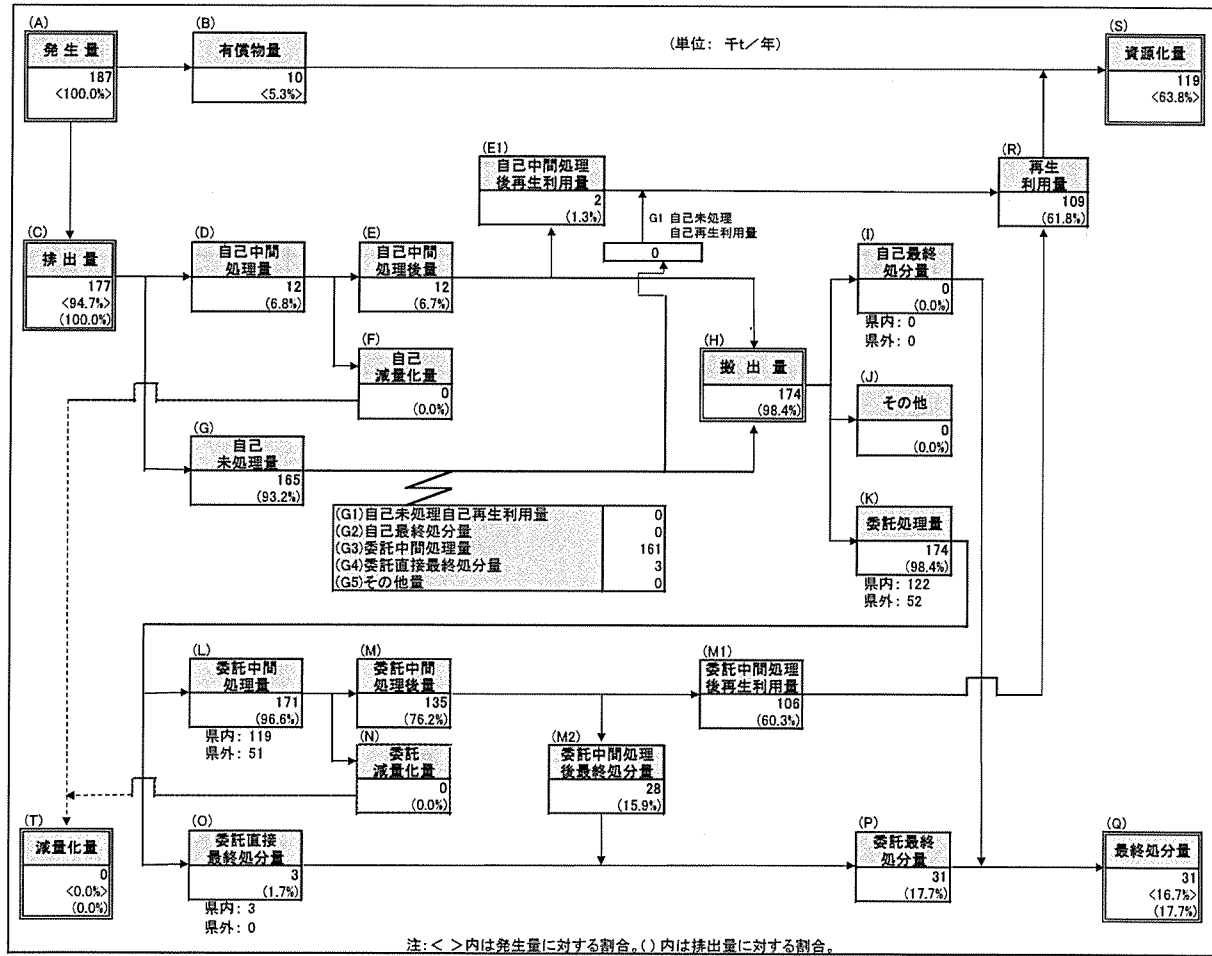 (A)
発生量
187
<100.0%>
(B)
有償物量
10
<5.3%>
(単位: 千t/年)
(S)
資源化量
119
<63.8%>
(E1)
自己中間処理
後再生利用量
2
(1.3%)
G1 自己未処理
自己再生利用量
0
(R)
再生
利用量
109
(61.8%)
(C)
排出量
177
<94.7%>
(100.0%)
(D)
自己中間
処理量
12
(6.8%)
(E)
自己中間
処理後量
12
(6.7%)
(F)
自己
減量化量
0
(0.0%)
(G)
自己
未処理量
165
(93.2%)
(G1)自己未処理自己再生利用量 0
(G2)自己最終処分量 0
(G3)委託中間処理量 161
(G4)委託直接最終処分量 3
(G5)その他量 0
(H)
搬出量
174
(98.4%)
(I)
自己最終
処分量
0
(0.0%)
県内: 0
県外: 0
(J)
その他
0
(0.0%)
(K)
委託処理量
174
(98.4%)
県内: 122
県外: 52
(L)
委託中間
処理量
171
(96.6%)
県内: 119
県外: 51
(M)
委託中間
処理後量
135
(76.2%)
(N)
委託
減量化量
0
(0.0%)
(M1)
委託中間処理
後再生利用量
106
(60.3%)
(M2)
委託中間処理
後最終処分量
28
(15.9%)
(T)
減量化量
0
<0.0%>
(0.0%)
(O)
委託直接
最終処分量
3
(1.7%)
県内: 3
県外: 0
(P)
委託最終
処分量
31
(17.7%)
(Q)
最終処分量
31
<16.7%>
(17.7%)
注:< >内は発生量に対する割合。( )内は排出量に対する割合。